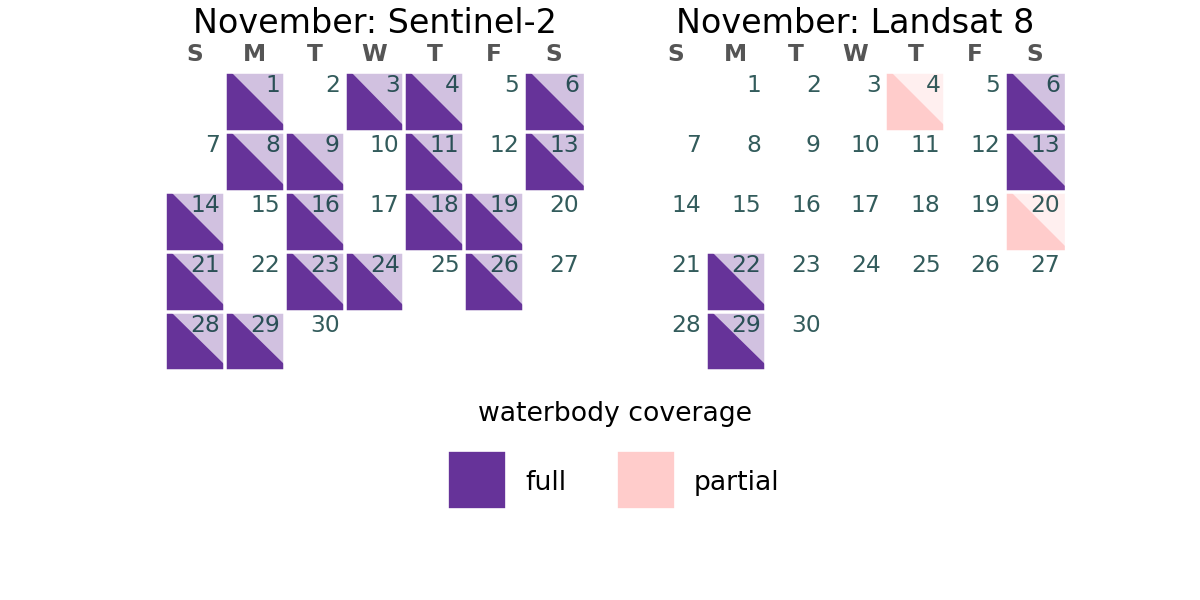 November: Sentinel-2
S M T W T F S
1 2 3 4 5 6
7 8 9 10 11 12 13
14 15 16 17 18 19 20
21 22 23 24 25 26 27
28 29 30
November: Landsat 8
S M T W T F S
1 2 3 4 5 6
7 8 9 10 11 12 13
14 15 16 17 18 19 20
21 22 23 24 25 26 27
28 29 30
waterbody coverage
full partial